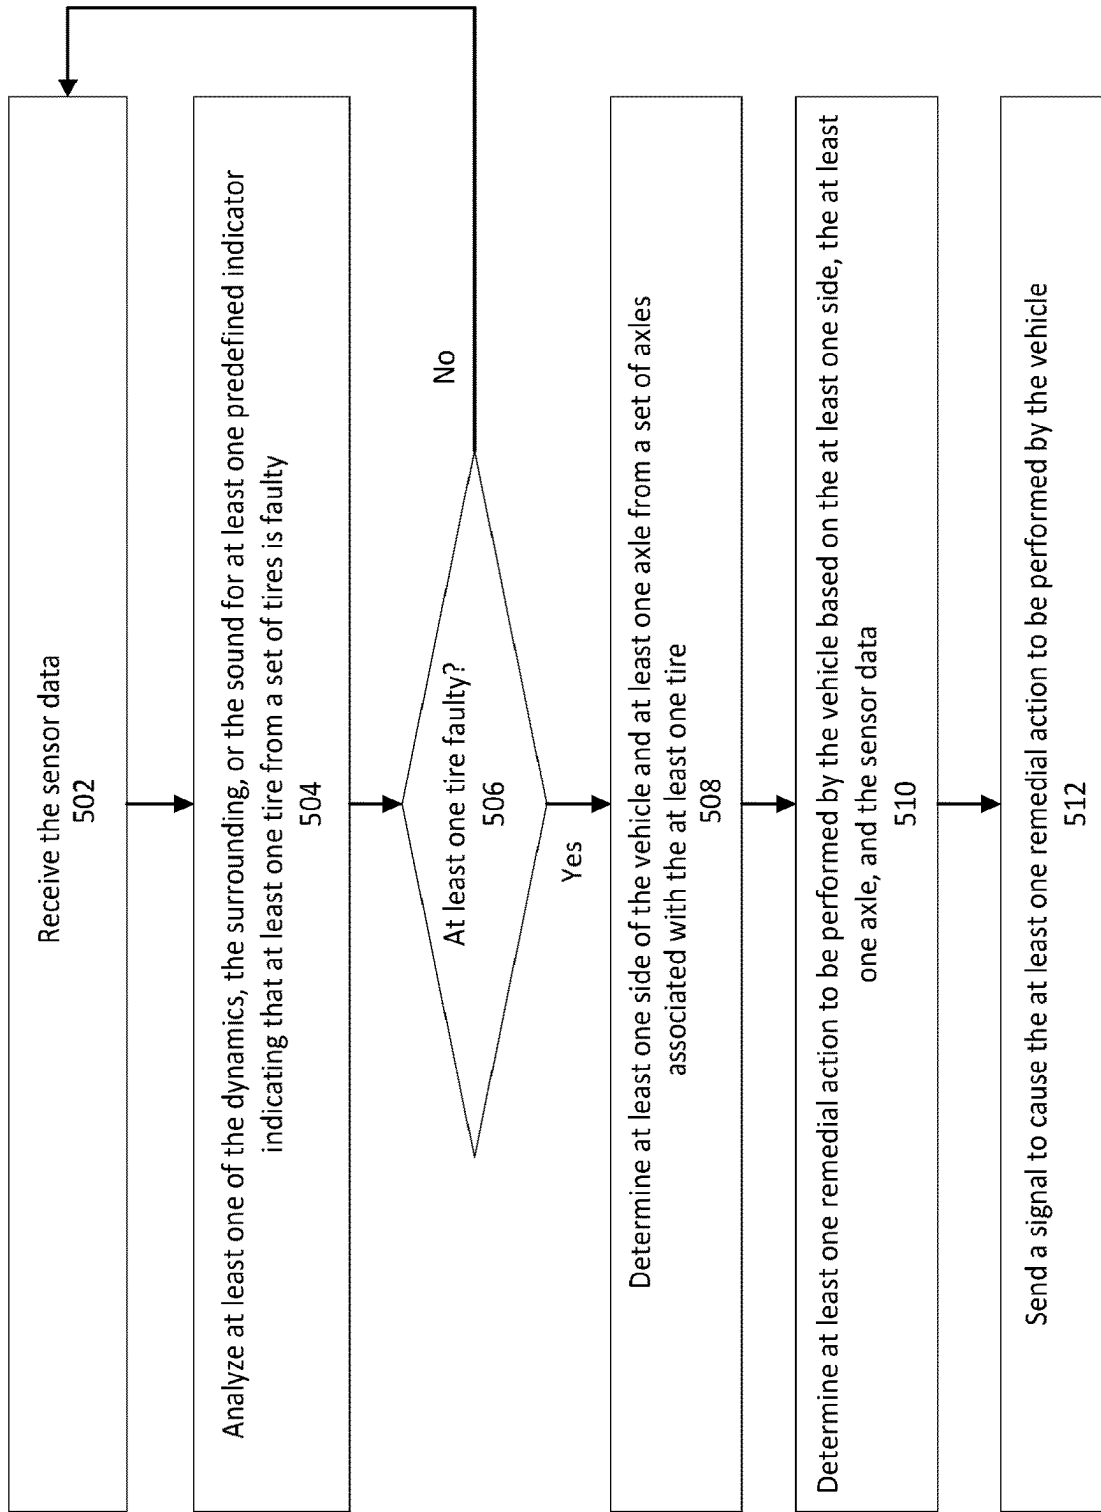 Receive the sensor data
502
Analyze at least one of the dynamics, the surrounding, or the sound for at least one predefined indicator
indicating that at least one tire from a set of tires is faulty
504
At least one tire faulty?
506
No
Yes
Determine at least one side of the vehicle and at least one axle from a set of axles
associated with the at least one tire
508
Determine at least one remedial action to be performed by the vehicle based on the at least one side, the at least
one axle, and the sensor data
510
Send a signal to cause the at least one remedial action to be performed by the vehicle
512